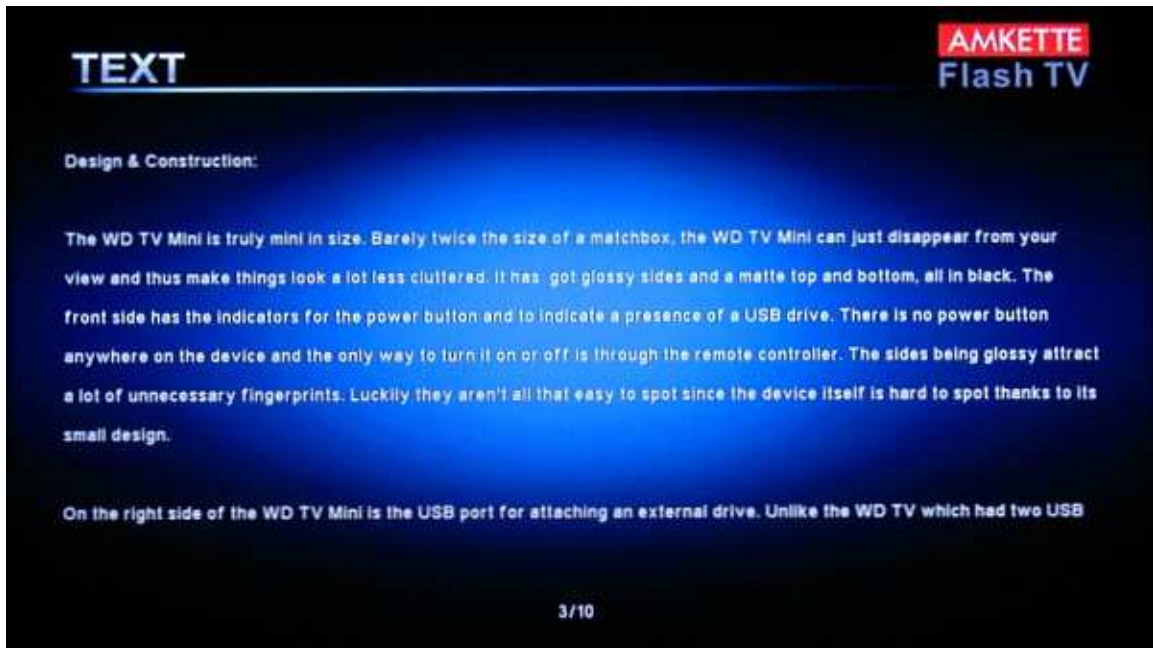 TEXT
AMKETTE
Flash TV
Design & Construction:
The WD TV Mini is truly mini in size. Barely twice the size of a matchbox, the WD TV Mini can just disappear from your
view and thus make things look a lot less cluttered. It has  got glossy sides and a matte top and bottom, all in black. The
front side has the indicators for the power button and to indicate a presence of a USB drive. There is no power button
anywhere on the device and the only way to turn it on or off is through the remote controller. The sides being glossy attract
a lot of unnecessary fingerprints. Luckily they aren't all that easy to spot since the device itself is hard to spot thanks to its
small design.
On the right side of the WD TV Mini is the USB port for attaching an external drive. Unlike the WD TV which had two USB
3/10